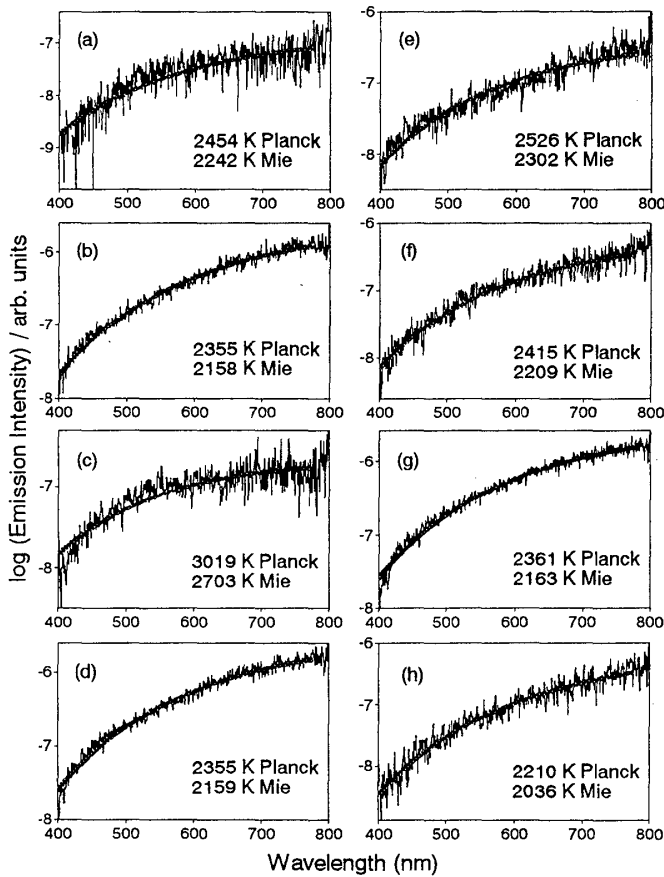 log (Emission Intensity) / arb. units
(a)
-7
-8
-9
2454 K Planck
2242 K Mie
400 500 600 700 800
(e)
-6
-7
-8
2526 K Planck
2302 K Mie
400 500 600 700 800
(b)
-6
-7
-8
2355 K Planck
2158 K Mie
400 500 600 700 800
(f)
-6
-7
-8
2415 K Planck
2209 K Mie
400 500 600 700 800
(c)
-7
-8
3019 K Planck
2703 K Mie
400 500 600 700 800
(g)
-6
-7
-8
2361 K Planck
2163 K Mie
400 500 600 700 800
(d)
-6
-7
-8
2355 K Planck
2159 K Mie
400 500 600 700 800
(h)
-7
-8
2210 K Planck
2036 K Mie
400 500 600 700 800
Wavelength (nm)